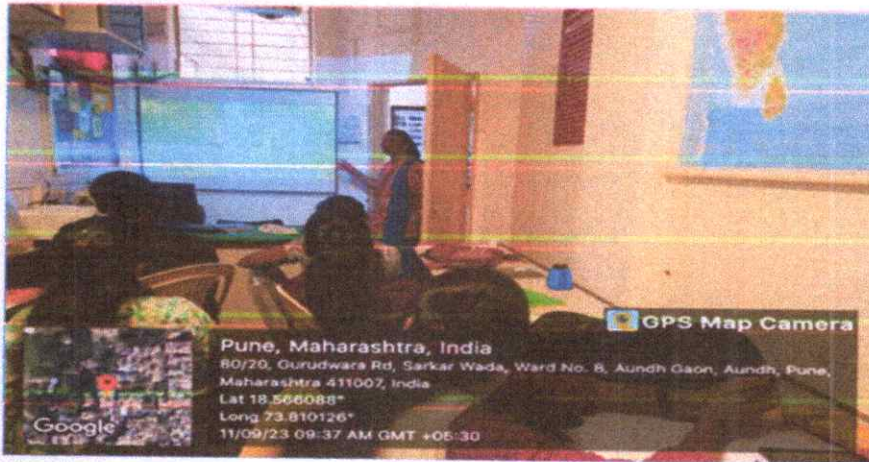 GPS Map Camera
Pune, Maharashtra, India
80/20, Gurudwara Rd, Sarkar Wada, Ward No. 8, Aundh Gaon, Aundh, Pune,
Maharashtra 411007, India
Lat 18.566088°
Long 73.810126°
11/09/23 09:37 AM GMT +05:30
Google